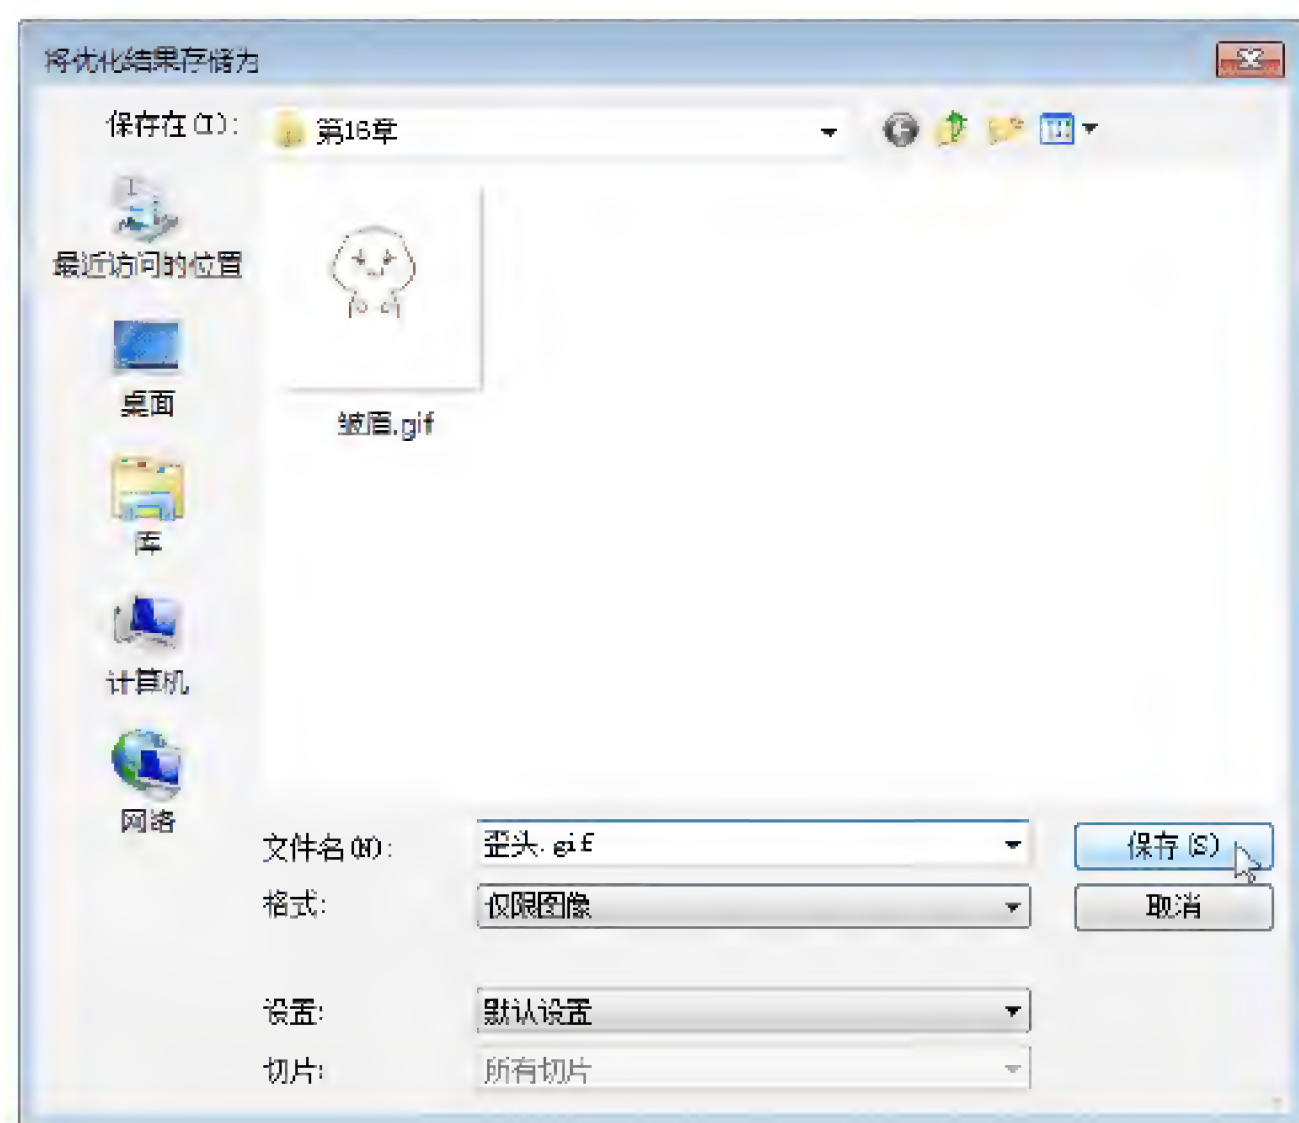 将优化结果存储为
保存在(I):
第16章
最近访问的位置
桌面
库
计算机
网络
皱眉.gif
文件名(N):
歪头.gif
保存(S)
格式:
仅限图像
取消
设置:
默认设置
切片:
所有切片